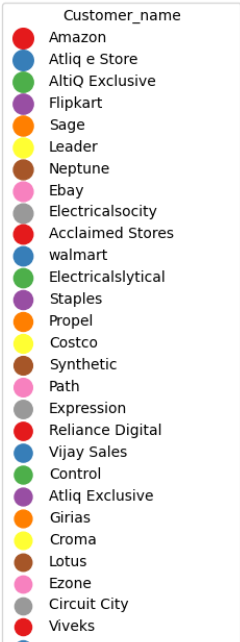 Customer_name
Amazon
Atliq e Store
AltiQ Exclusive
Flipkart
Sage
Leader
Neptune
Ebay
Electricalsocity
Acclaimed Stores
walmart
Electricalslytical
Staples
Propel
Costco
Synthetic
Path
Expression
Reliance Digital
Vijay Sales
Control
Atliq Exclusive
Girias
Croma
Lotus
Ezone
Circuit City
Viveks